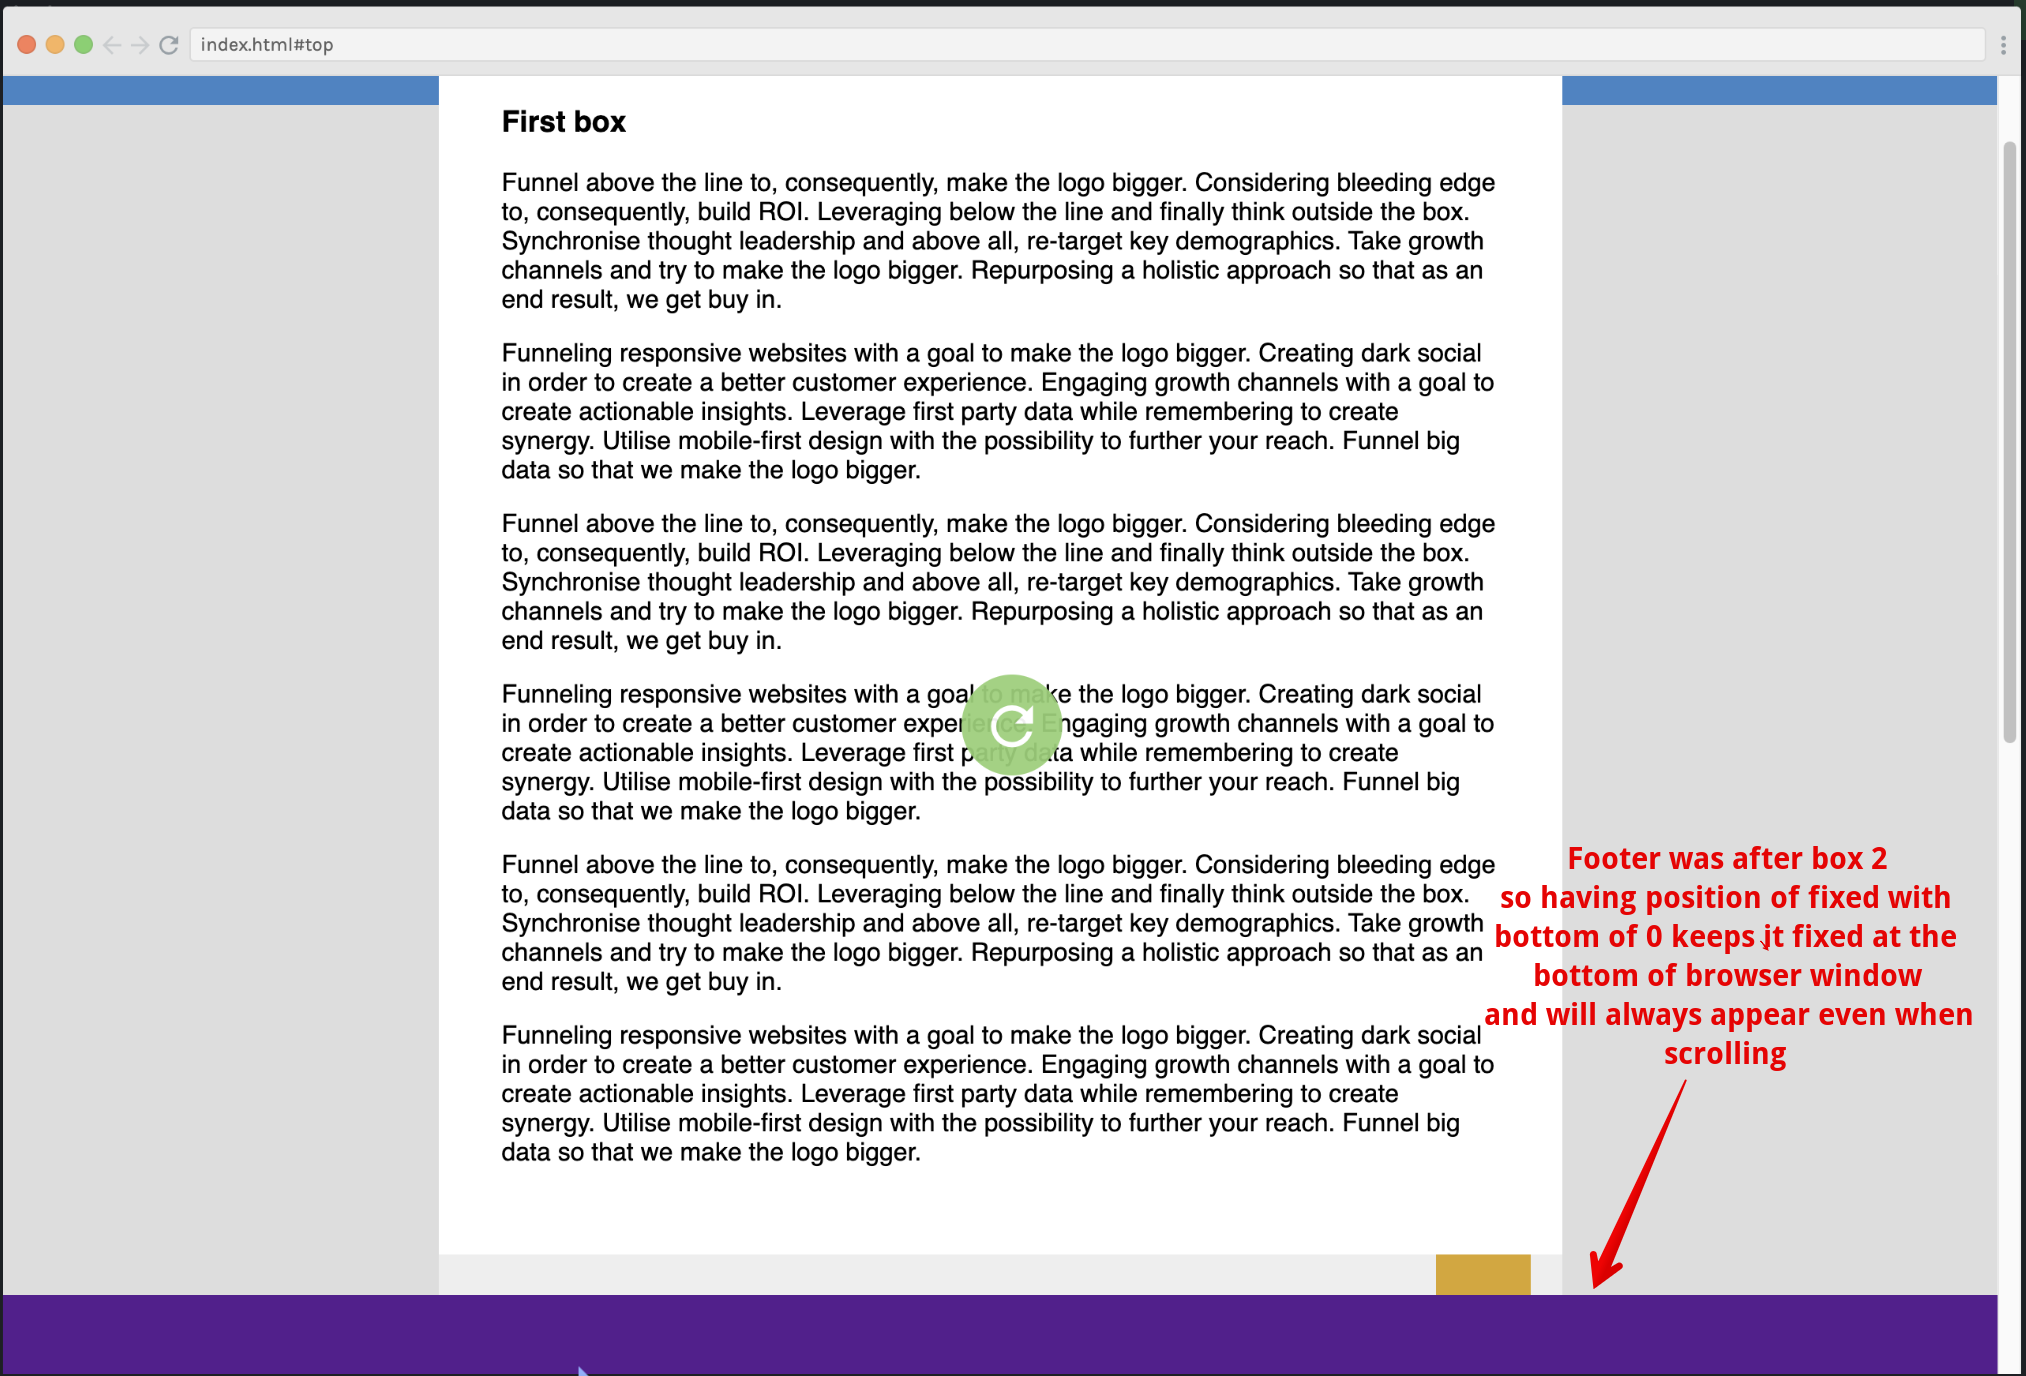 index.html#top
First box
Funnel above the line to, consequently, make the logo bigger. Considering bleeding edge
to, consequently, build ROI. Leveraging below the line and finally think outside the box.
Synchronise thought leadership and above all, re-target key demographics. Take growth
channels and try to make the logo bigger. Repurposing a holistic approach so that as an
end result, we get buy in.
Funneling responsive websites with a goal to make the logo bigger. Creating dark social
in order to create a better customer experience. Engaging growth channels with a goal to
create actionable insights. Leverage first party data while remembering to create
synergy. Utilise mobile-first design with the possibility to further your reach. Funnel big
data so that we make the logo bigger.
Funnel above the line to, consequently, make the logo bigger. Considering bleeding edge
to, consequently, build ROI. Leveraging below the line and finally think outside the box.
Synchronise thought leadership and above all, re-target key demographics. Take growth
channels and try to make the logo bigger. Repurposing a holistic approach so that as an
end result, we get buy in.
Funneling responsive websites with a goal to make the logo bigger. Creating dark social
in order to create a better customer experience. Engaging growth channels with a goal to
create actionable insights. Leverage first party data while remembering to create
synergy. Utilise mobile-first design with the possibility to further your reach. Funnel big
data so that we make the logo bigger.
Funnel above the line to, consequently, make the logo bigger. Considering bleeding edge
to, consequently, build ROI. Leveraging below the line and finally think outside the box.
Synchronise thought leadership and above all, re-target key demographics. Take growth
channels and try to make the logo bigger. Repurposing a holistic approach so that as an
end result, we get buy in.
Funneling responsive websites with a goal to make the logo bigger. Creating dark social
in order to create a better customer experience. Engaging growth channels with a goal to
create actionable insights. Leverage first party data while remembering to create
synergy. Utilise mobile-first design with the possibility to further your reach. Funnel big
data so that we make the logo bigger.
Footer was after box 2
so having position of fixed with
bottom of 0 keeps it fixed at the
bottom of browser window
and will always appear even when
scrolling